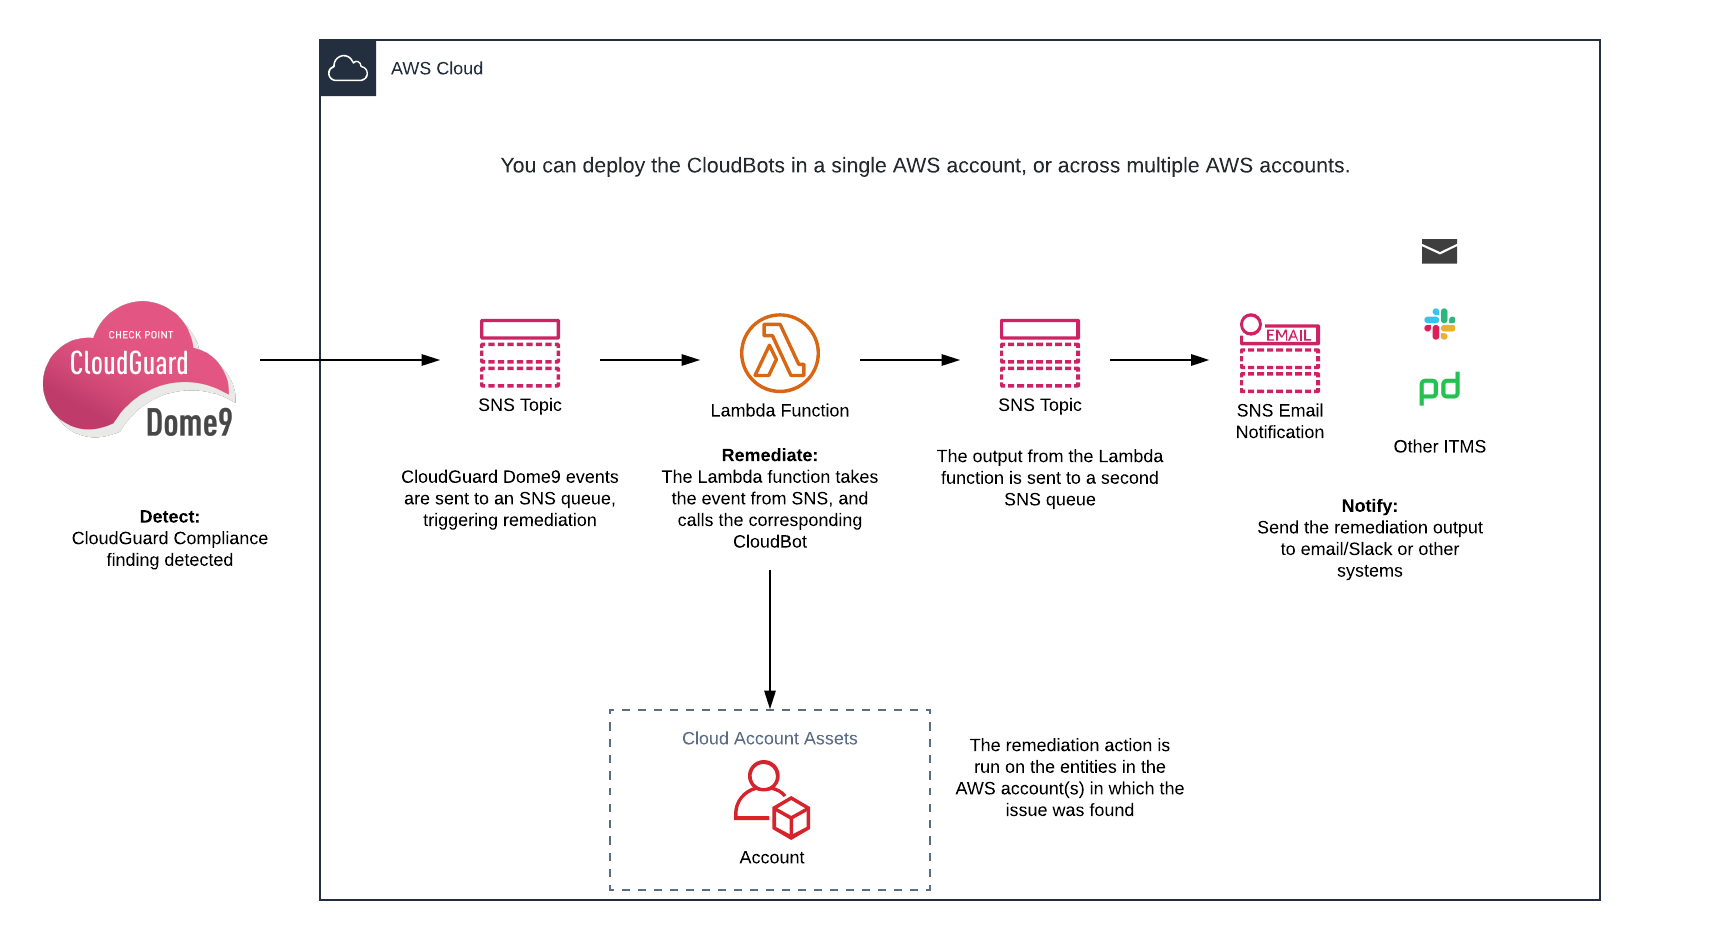 AWS Cloud
You can deploy the CloudBots in a single AWS account, or across multiple AWS accounts.
CHECK POINT
CloudGuard
Dome9
Detect:
CloudGuard Compliance
finding detected
SNS Topic
CloudGuard Dome9 events
are sent to an SNS queue,
triggering remediation
Lambda Function
Remediate:
The Lambda function takes
the event from SNS, and
calls the corresponding
CloudBot
SNS Topic
The output from the Lambda
function is sent to a second
SNS queue
EMAIL
SNS Email
Notification
pd
Other ITMS
Notify:
Send the remediation output
to email/Slack or other
systems
Cloud Account Assets
Account
The remediation action is
run on the entities in the
AWS account(s) in which the
issue was found